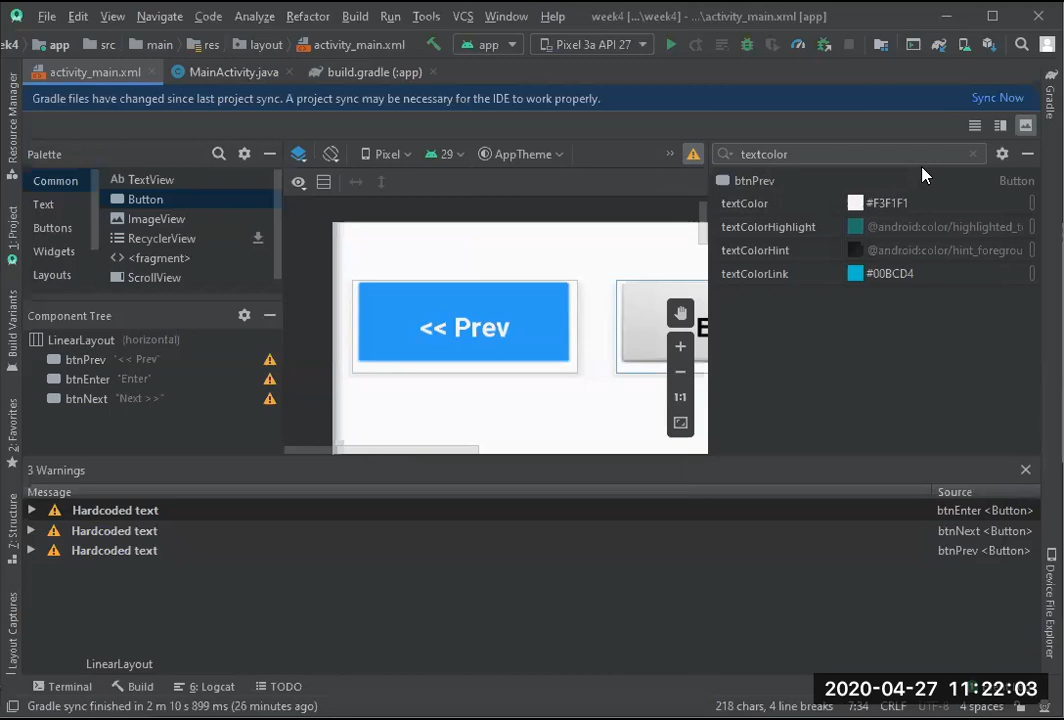 File Edit View Navigate Code Analyze Refactor Build Run Tools VCS Window Help week4 [...\week4] - ...\activity_main.xml [app]
ek4 app src main res layout activity_main.xml app Pixel 3a API 27
activity_main.xml MainActivity.java build.gradle (:app)
Gradle files have changed since last project sync. A project sync may be necessary for the IDE to work properly. Sync Now
Palette Pixel 29 AppTheme » textcolor
Common Ab TextView btnPrev Button
Text Button textColor #F3F1F1
Buttons ImageView textColorHighlight @android:color/highlighted_t
Widgets RecyclerView textColorHint @android:color/hint_foregrou
<> <fragment> textColorLink #00BCD4
Layouts ScrollView
<< Prev
Component Tree
LinearLayout (horizontal)
btnPrev "<< Prev"
btnEnter "Enter"
btnNext "Next >>"
1:1
3 Warnings
Message Source
Hardcoded text btnEnter <Button>
Hardcoded text btnNext <Button>
Hardcoded text btnPrev <Button>
LinearLayout
Terminal Build 6: Logcat TODO
2020-04-27 11:22:03
Gradle sync finished in 2 m 10 s 899 ms (26 minutes ago) 218 chars, 4 line breaks 7:34 CRLF UTF-8 4 spaces
Resource Manager
1: Project
Build Variants
2: Favorites
7: Structure
Layout Captures
Gradle
Device File Explorer